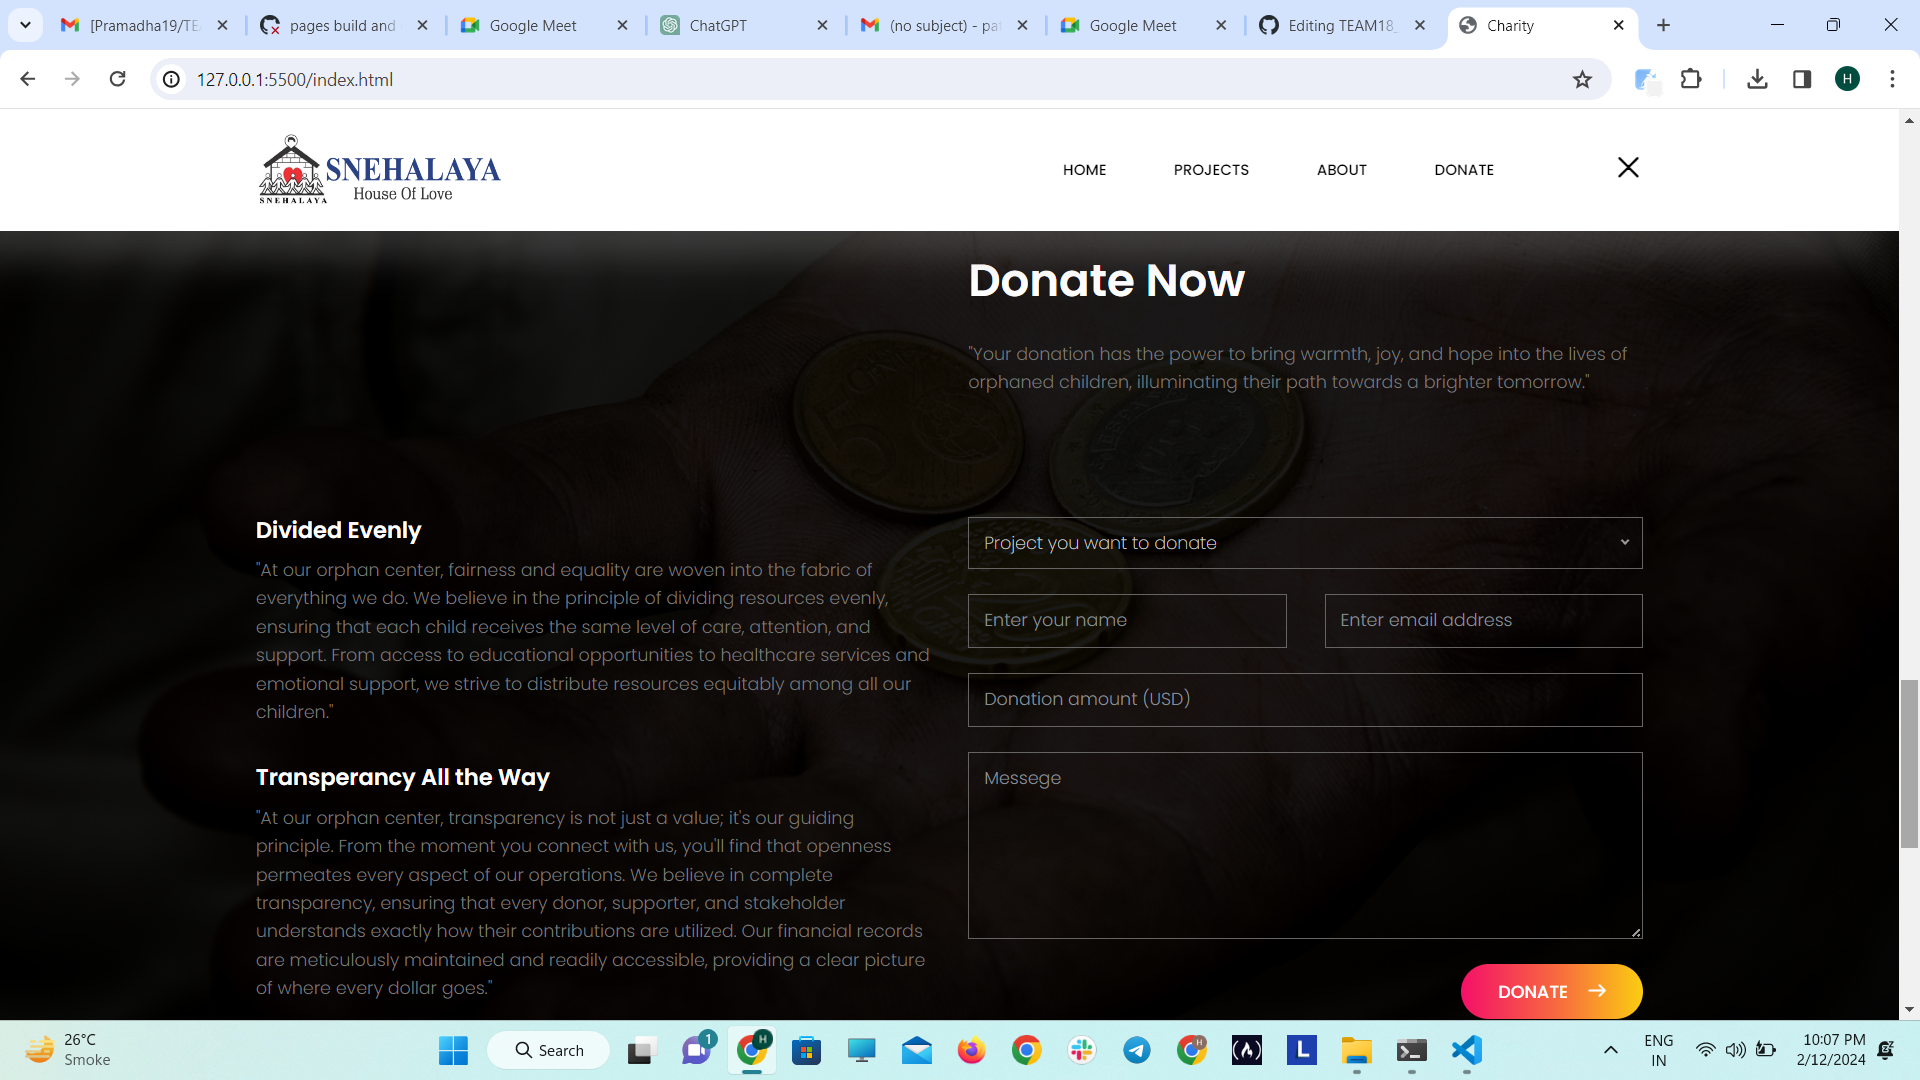 [Pramadha19/TEA
pages build and
Google Meet
ChatGPT
(no subject) - pa
Google Meet
Editing TEAM18_
Charity
127.0.0.1:5500/index.html
H
SNEHALAYA
SNEHALAYA
House Of Love
HOME
PROJECTS
ABOUT
DONATE
Donate Now
"Your donation has the power to bring warmth, joy, and hope into the lives of
orphaned children, illuminating their path towards a brighter tomorrow."
Divided Evenly
"At our orphan center, fairness and equality are woven into the fabric of
everything we do. We believe in the principle of dividing resources evenly,
ensuring that each child receives the same level of care, attention, and
support. From access to educational opportunities to healthcare services and
emotional support, we strive to distribute resources equitably among all our
children."
Transperancy All the Way
"At our orphan center, transparency is not just a value; it's our guiding
principle. From the moment you connect with us, you'll find that openness
permeates every aspect of our operations. We believe in complete
transparency, ensuring that every donor, supporter, and stakeholder
understands exactly how their contributions are utilized. Our financial records
are meticulously maintained and readily accessible, providing a clear picture
of where every dollar goes."
Project you want to donate
Enter your name
Enter email address
Donation amount (USD)
Messege
DONATE
26°C
Smoke
Search
1
H
H
L
ENG
IN
10:07 PM
2/12/2024